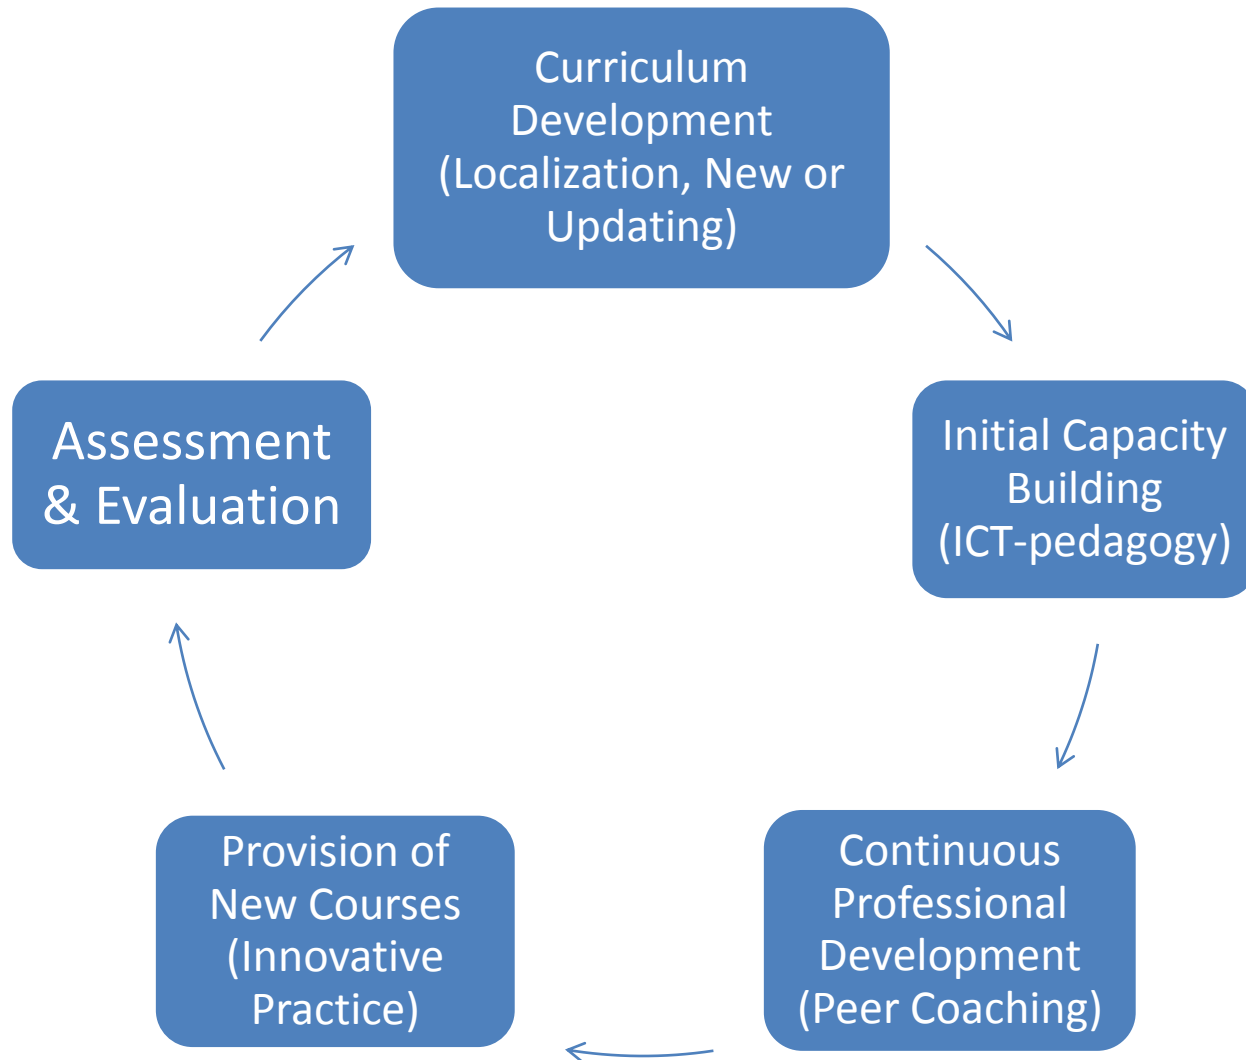 Curriculum
Development
(Localization, New or
Updating)
Initial Capacity
Building
(ICT-pedagogy)
Continuous
Professional
Development
(Peer Coaching)
Provision of
New Courses
(Innovative
Practice)
Assessment
& Evaluation